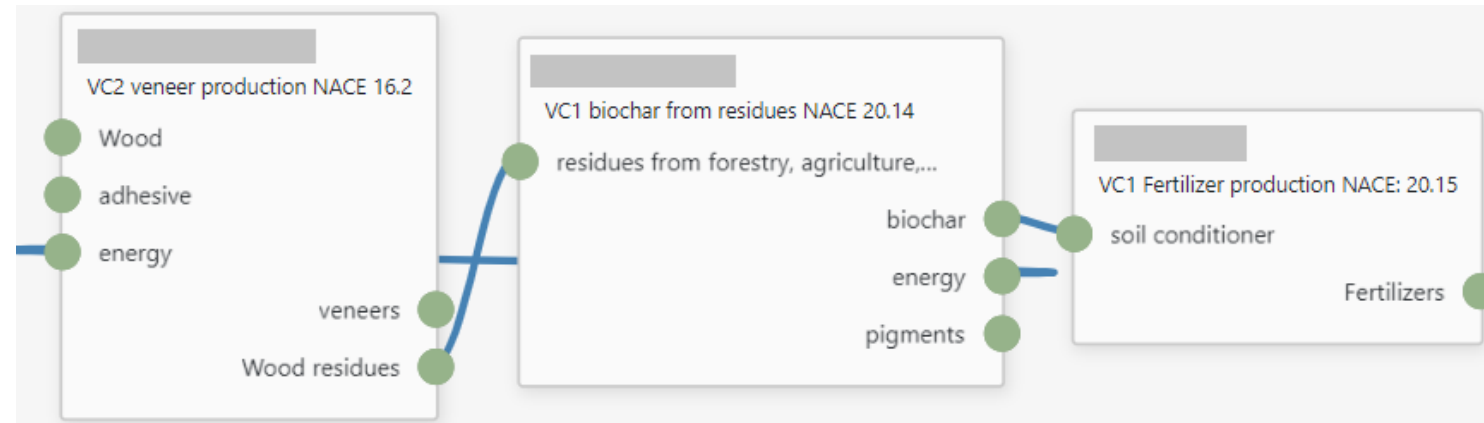 VC2 veneer production NACE 16.2
Wood
adhesive
energy
veneers
Wood residues
VC1 biochar from residues NACE 20.14
residues from forestry, agriculture,...
biochar
energy
pigments
VC1 Fertilizer production NACE: 20.15
soil conditioner
Fertilizers